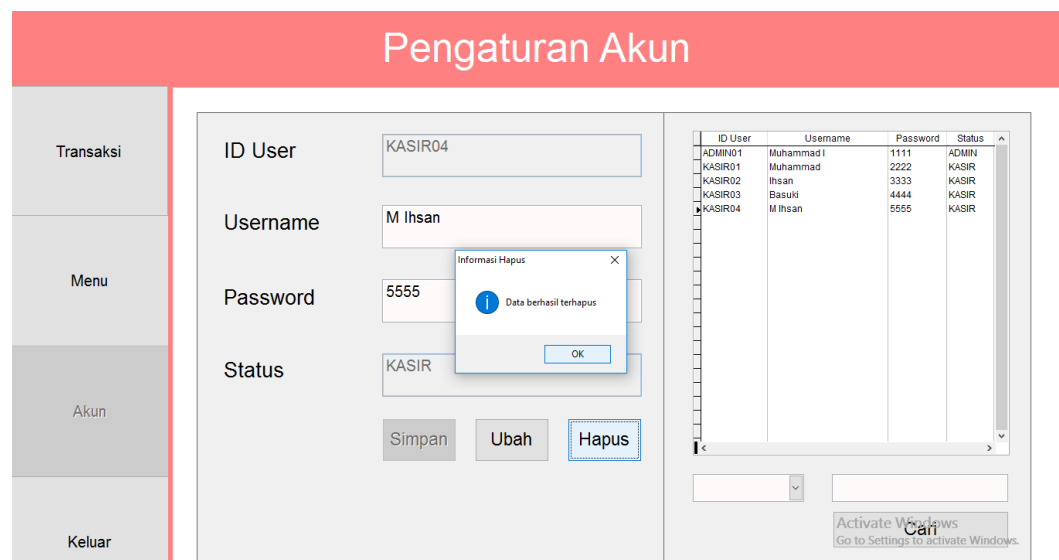 Pengaturan Akun
Transaksi
Menu
Akun
Keluar
ID User
KASIR04
Username
M Ihsan
Password
5555
Status
KASIR
Simpan
Ubah
Hapus
Informasi Hapus
Data berhasil terhapus
OK
ID User Username Password Status
ADMIN01 Muhammad I 1111 ADMIN
KASIR01 Muhammad 2222 KASIR
KASIR02 Ihsan 3333 KASIR
KASIR03 Basuki 4444 KASIR
KASIR04 M Ihsan 5555 KASIR
Cari
Activate Windows
Go to Settings to activate Windows.